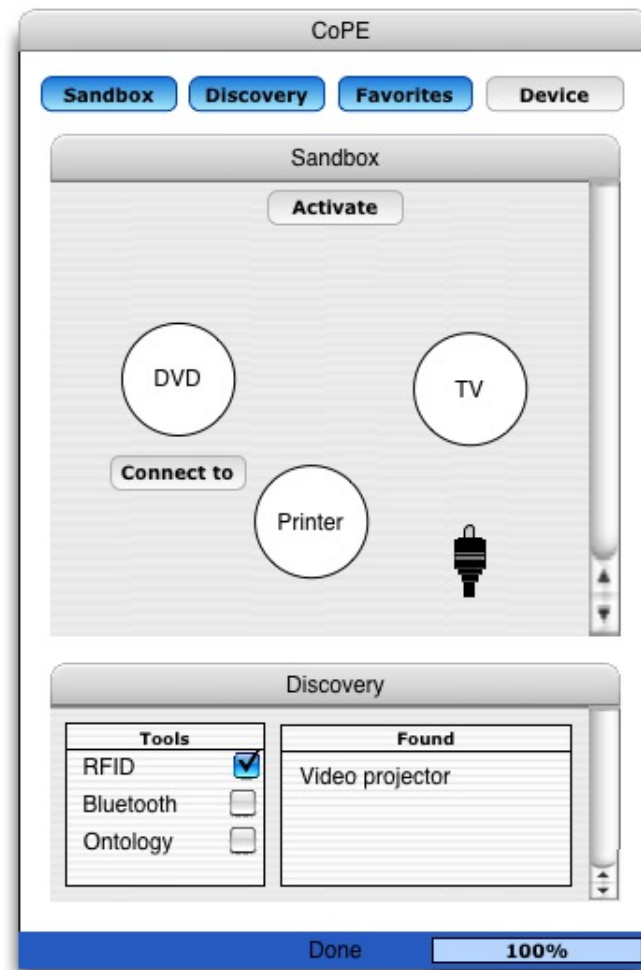 CoPE
Sandbox Discovery Favorites Device
Sandbox
Activate
DVD
TV
Connect to
Printer
Discovery
Tools
RFID
Bluetooth
Ontology
Found
Video projector
Done 100%